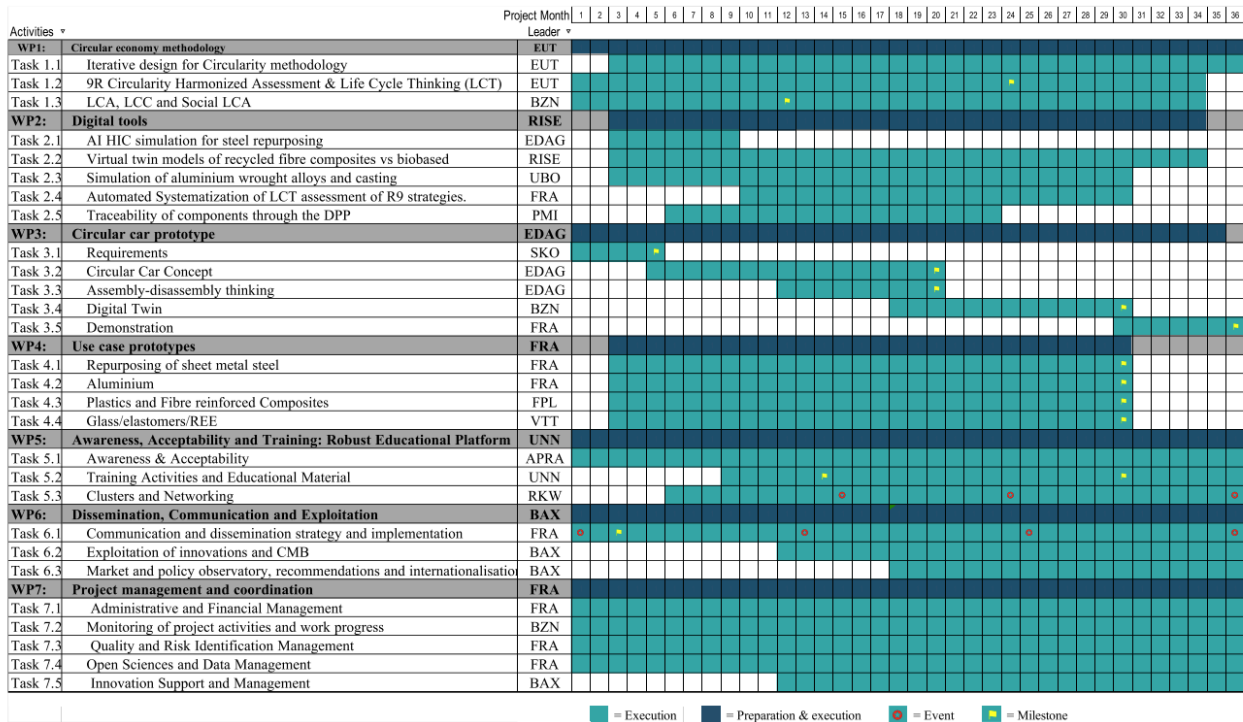 Project Month 1 2 3 4 5 6 7 8 9 10 11 12 13 14 15 16 17 18 19 20 21 22 23 24 25 26 27 28 29 30 31 32 33 34 35 36
Activities Leader
WP1: Circular economy methodology EUT
Task 1.1 Iterative design for Circularity methodology EUT
Task 1.2 9R Circularity Harmonized Assessment & Life Cycle Thinking (LCT) EUT
Task 1.3 LCA, LCC and Social LCA BZN
WP2: Digital tools RISE
Task 2.1 AI HIC simulation for steel repurposing EDAG
Task 2.2 Virtual twin models of recycled fibre composites vs biobased RISE
Task 2.3 Simulation of aluminium wrought alloys and casting UBO
Task 2.4 Automated Systematization of LCT assessment of R9 strategies. FRA
Task 2.5 Traceability of components through the DPP PMI
WP3: Circular car prototype EDAG
Task 3.1 Requirements SKO
Task 3.2 Circular Car Concept EDAG
Task 3.3 Assembly-disassembly thinking EDAG
Task 3.4 Digital Twin BZN
Task 3.5 Demonstration FRA
WP4: Use case prototypes FRA
Task 4.1 Repurposing of sheet metal steel FRA
Task 4.2 Aluminium FRA
Task 4.3 Plastics and Fibre reinforced Composites FPL
Task 4.4 Glass/elastomers/REE VTT
WP5: Awareness, Acceptability and Training: Robust Educational Platform UNN
Task 5.1 Awareness & Acceptability APRA
Task 5.2 Training Activities and Educational Material UNN
Task 5.3 Clusters and Networking RKW
WP6: Dissemination, Communication and Exploitation BAX
Task 6.1 Communication and dissemination strategy and implementation FRA
Task 6.2 Exploitation of innovations and CMB BAX
Task 6.3 Market and policy observatory, recommendations and internationalisation BAX
WP7: Project management and coordination FRA
Task 7.1 Administrative and Financial Management FRA
Task 7.2 Monitoring of project activities and work progress BZN
Task 7.3 Quality and Risk Identification Management FRA
Task 7.4 Open Sciences and Data Management FRA
Task 7.5 Innovation Support and Management BAX
= Execution = Preparation & execution = Event = Milestone